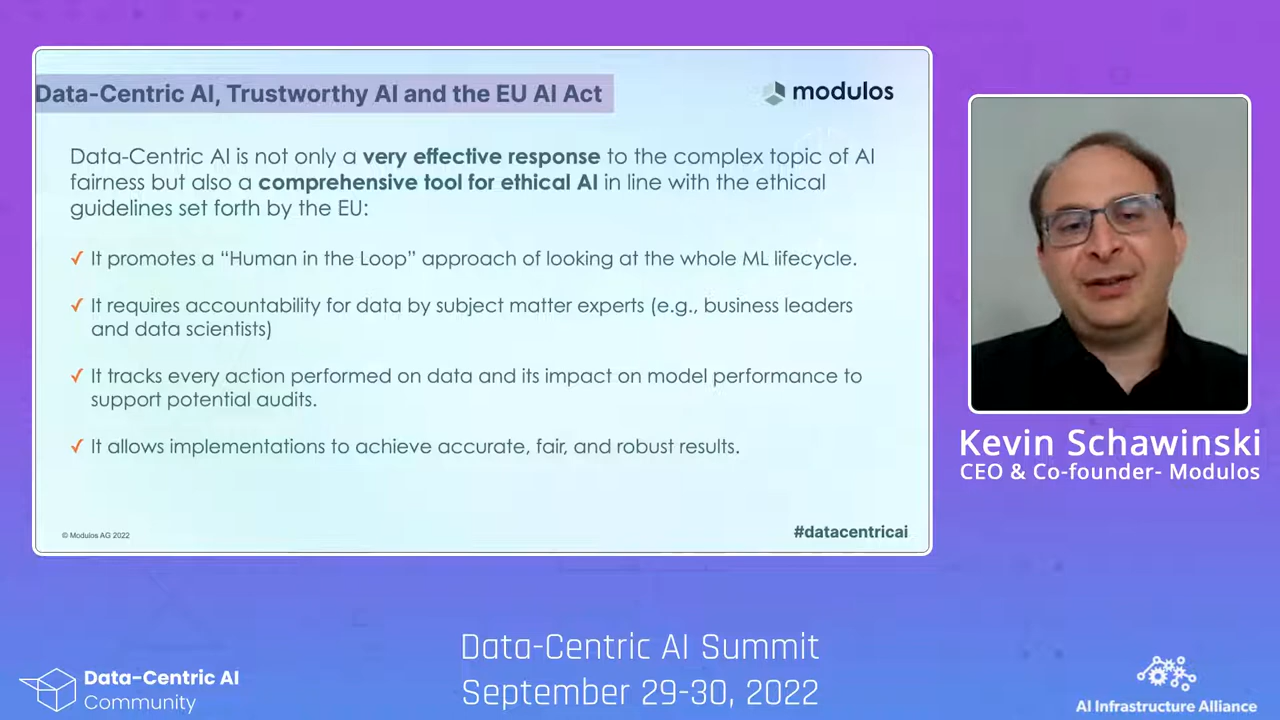 Data-Centric AI, Trustworthy AI and the EU AI Act
modulos
Data-Centric AI is not only a very effective response to the complex topic of AI
fairness but also a comprehensive tool for ethical AI in line with the ethical
guidelines set forth by the EU:
✓ It promotes a “Human in the Loop” approach of looking at the whole ML lifecycle.
✓ It requires accountability for data by subject matter experts (e.g., business leaders
and data scientists)
✓ It tracks every action performed on data and its impact on model performance to
support potential audits.
✓ It allows implementations to achieve accurate, fair, and robust results.
© Modulos AG 2022
#datacentricai
Kevin Schawinski
CEO & Co-founder- Modulos
Data-Centric AI Summit
September 29-30, 2022
Data-Centric AI
Community
AI Infrastructure Alliance